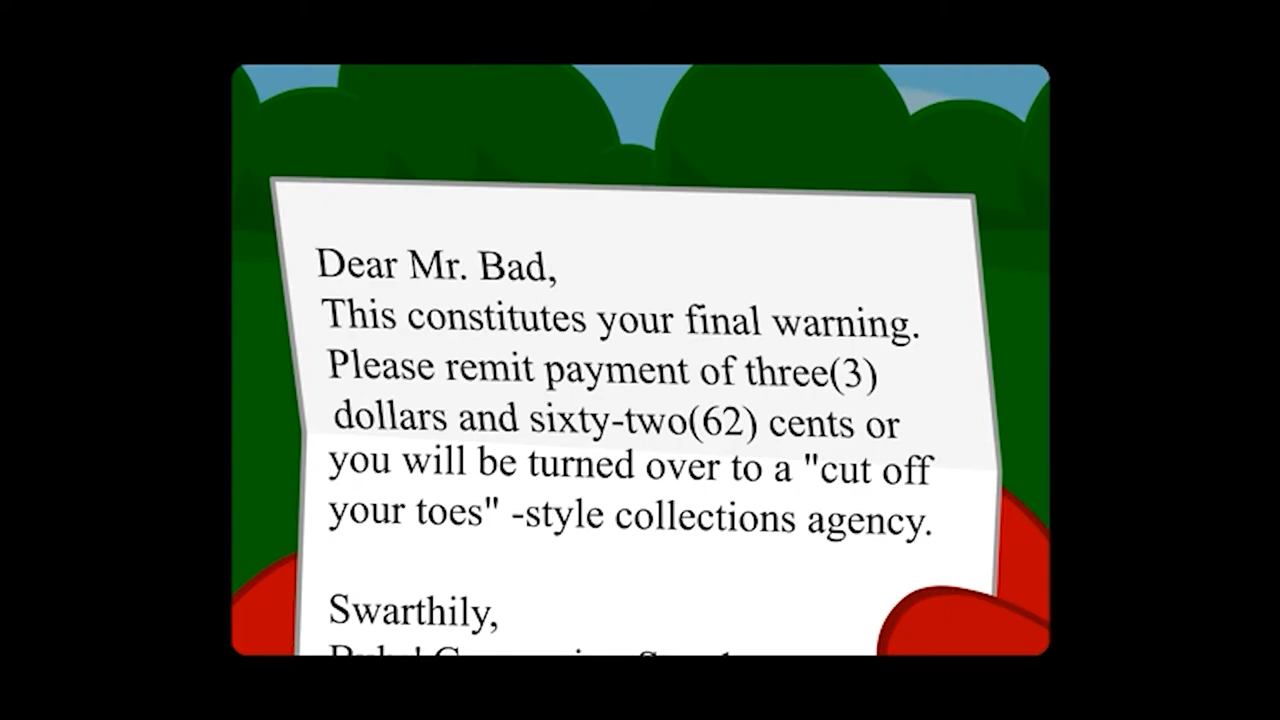 Dear Mr. Bad,
This constitutes your final warning.
Please remit payment of three(3)
dollars and sixty-two(62) cents or
you will be turned over to a "cut off
your toes" -style collections agency.
Swarthily,